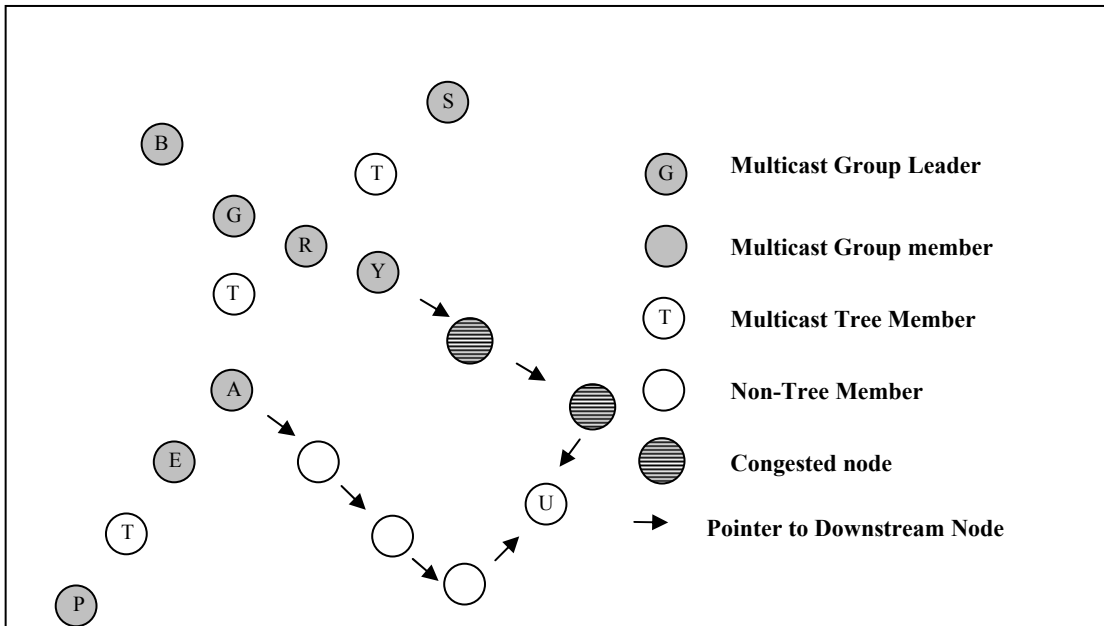 S
B
T
G
Multicast Group Leader
G
R
Multicast Group member
Y
T
T
Multicast Tree Member
A
Non-Tree Member
E
Congested node
U
T
Pointer to Downstream Node
P